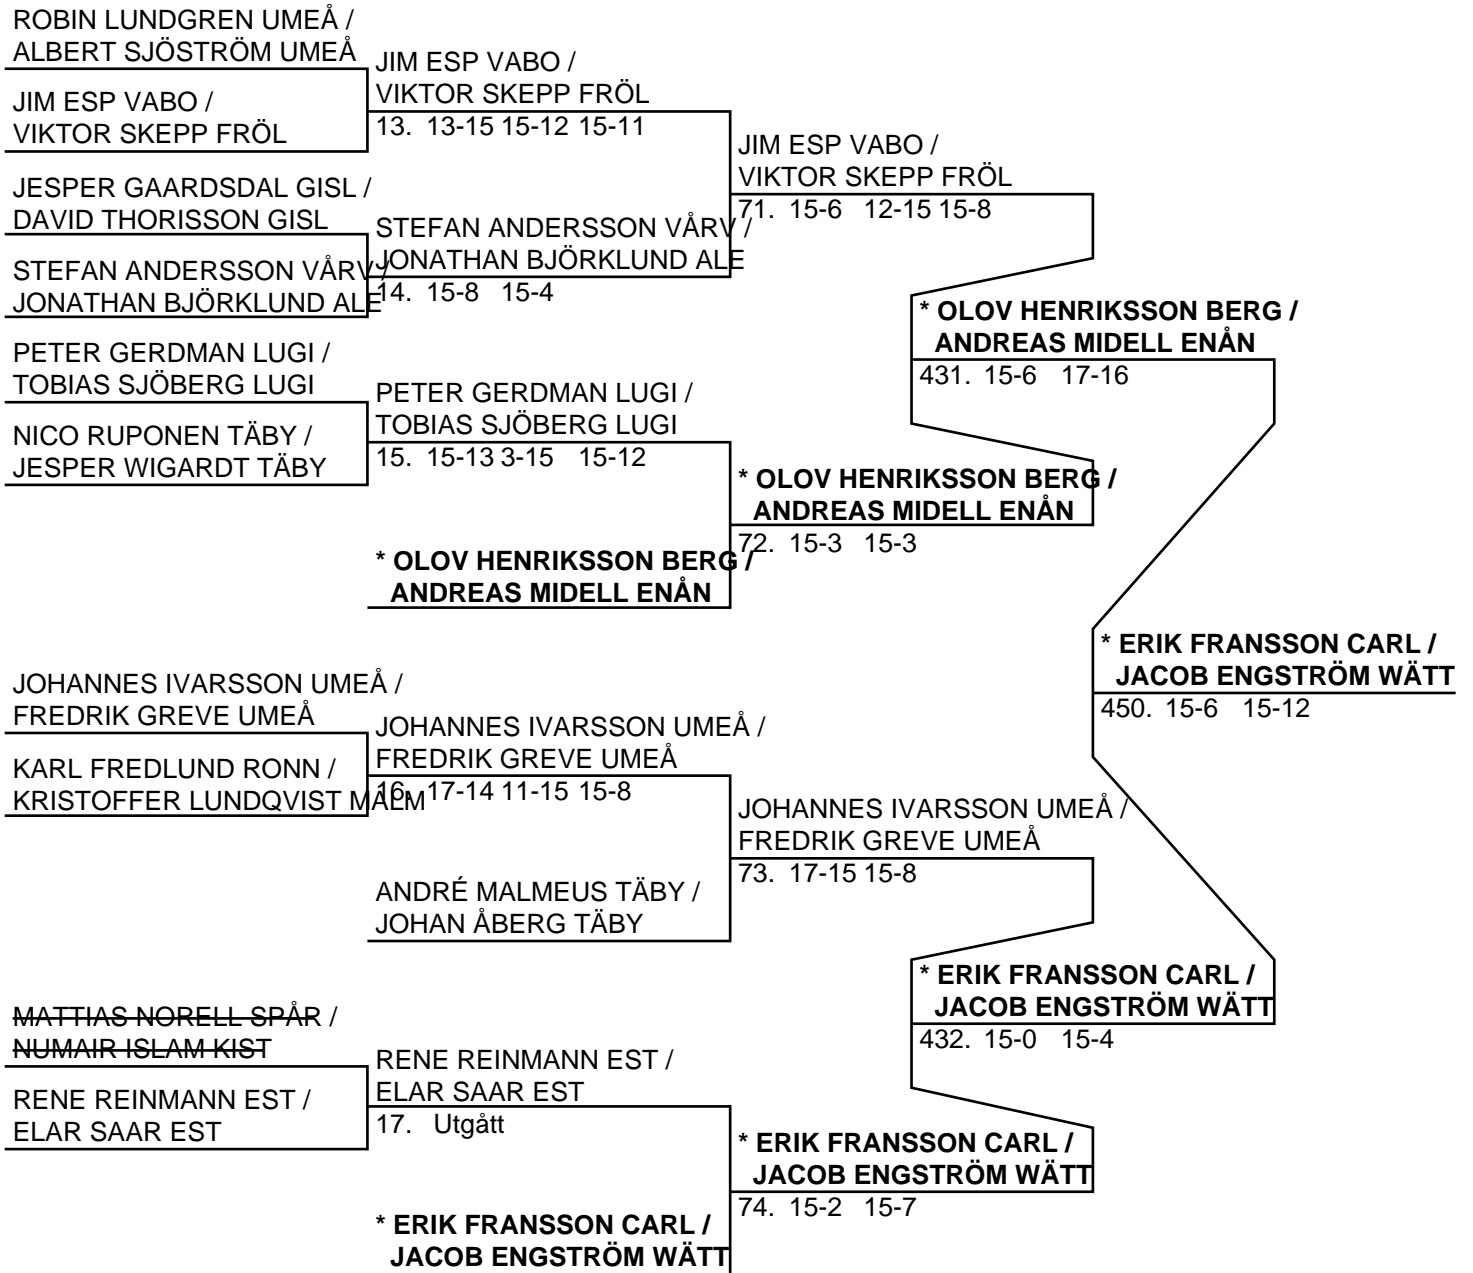 ROBIN LUNDGREN UMEÅ /
ALBERT SJÖSTRÖM UMEÅ
JIM ESP VABO /
VIKTOR SKEPP FRÖL
JESPER GAARDSDAL GISL /
DAVID THORISSON GISL
STEFAN ANDERSSON VÅRV /
JONATHAN BJÖRKLUND ALE
PETER GERDMAN LUGI /
TOBIAS SJÖBERG LUGI
NICO RUPONEN TÄBY /
JESPER WIGARDT TÄBY
JOHANNES IVARSSON UMEÅ /
FREDRIK GREVE UMEÅ
KARL FREDLUND RONN /
KRISTOFFER LUNDQVIST MALM
MATTIAS NORELL SPÅR /
NUMAIR ISLAM KIST
RENE REINMANN EST /
ELAR SAAR EST
JIM ESP VABO /
VIKTOR SKEPP FRÖL
13. 13-15 15-12 15-11
STEFAN ANDERSSON VÅRV /
JONATHAN BJÖRKLUND ALE
14. 15-8 15-4
PETER GERDMAN LUGI /
TOBIAS SJÖBERG LUGI
15. 15-13 3-15 15-12
* OLOV HENRIKSSON BERG /
ANDREAS MIDELL ENÅN
JOHANNES IVARSSON UMEÅ /
FREDRIK GREVE UMEÅ
16. 17-14 11-15 15-8
ANDRÉ MALMEUS TÄBY /
JOHAN ÅBERG TÄBY
RENE REINMANN EST /
ELAR SAAR EST
17. Utgått
* ERIK FRANSSON CARL /
JACOB ENGSTRÖM WÄTT
JIM ESP VABO /
VIKTOR SKEPP FRÖL
71. 15-6 12-15 15-8
* OLOV HENRIKSSON BERG /
ANDREAS MIDELL ENÅN
72. 15-3 15-3
JOHANNES IVARSSON UMEÅ /
FREDRIK GREVE UMEÅ
73. 17-15 15-8
* ERIK FRANSSON CARL /
JACOB ENGSTRÖM WÄTT
74. 15-2 15-7
* OLOV HENRIKSSON BERG /
ANDREAS MIDELL ENÅN
431. 15-6 17-16
* ERIK FRANSSON CARL /
JACOB ENGSTRÖM WÄTT
432. 15-0 15-4
* ERIK FRANSSON CARL /
JACOB ENGSTRÖM WÄTT
450. 15-6 15-12